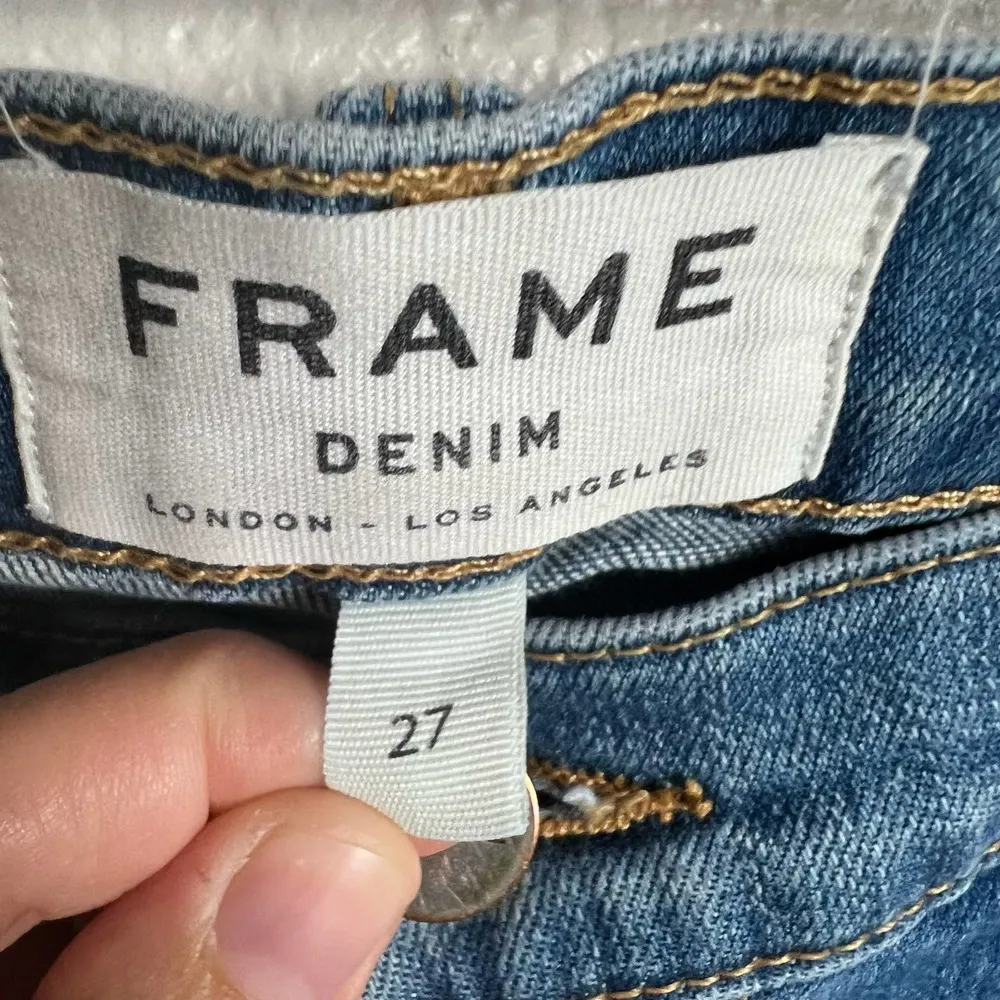 FRAME
DENIM
LONDON - LOS ANGELES
27